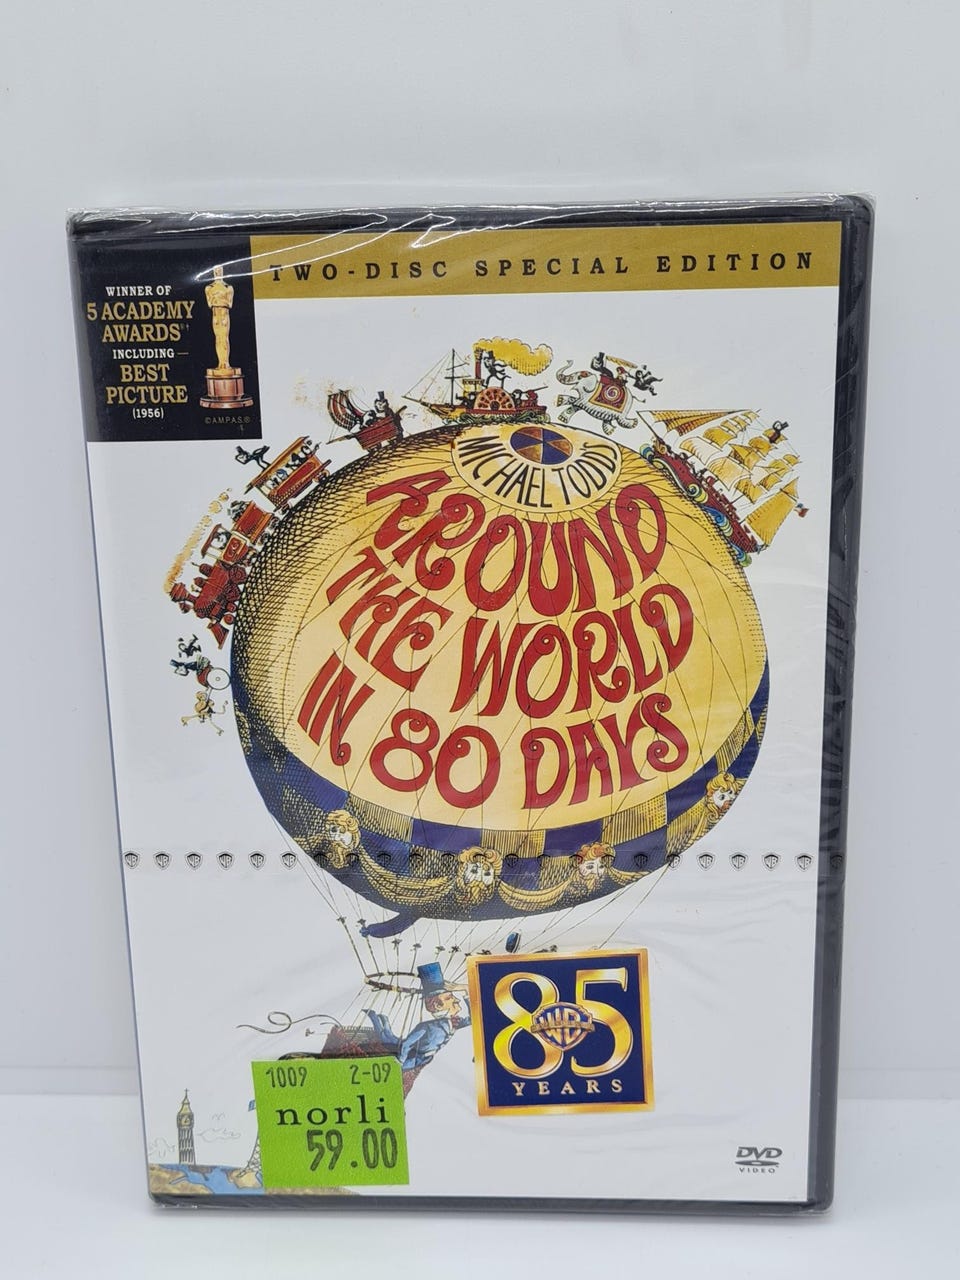 TWO-DISC SPECIAL EDITION
WINNER OF
5 ACADEMY
AWARDS®†
INCLUDING
BEST
PICTURE
(1956)
©A.M.P.A.S.®
MICHAEL TODD'S
AROUND
THE WORLD
IN 80 DAYS
85
WB
YEARS
1009 2-09
norli
59.00
DVD
VIDEO